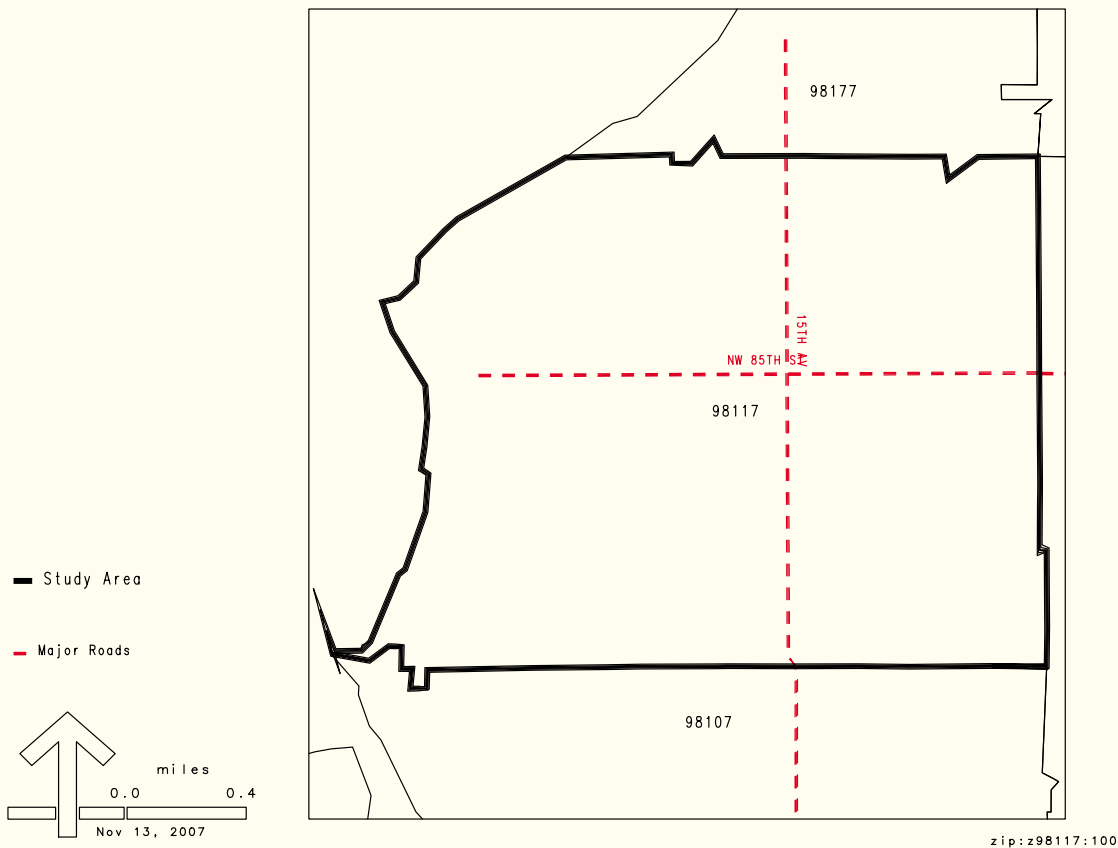 98177
15TH AV
NW 85TH ST
98117
Study Area
Major Roads
98107
miles
0.0 0.4
Nov 13, 2007
zip:z98117:100